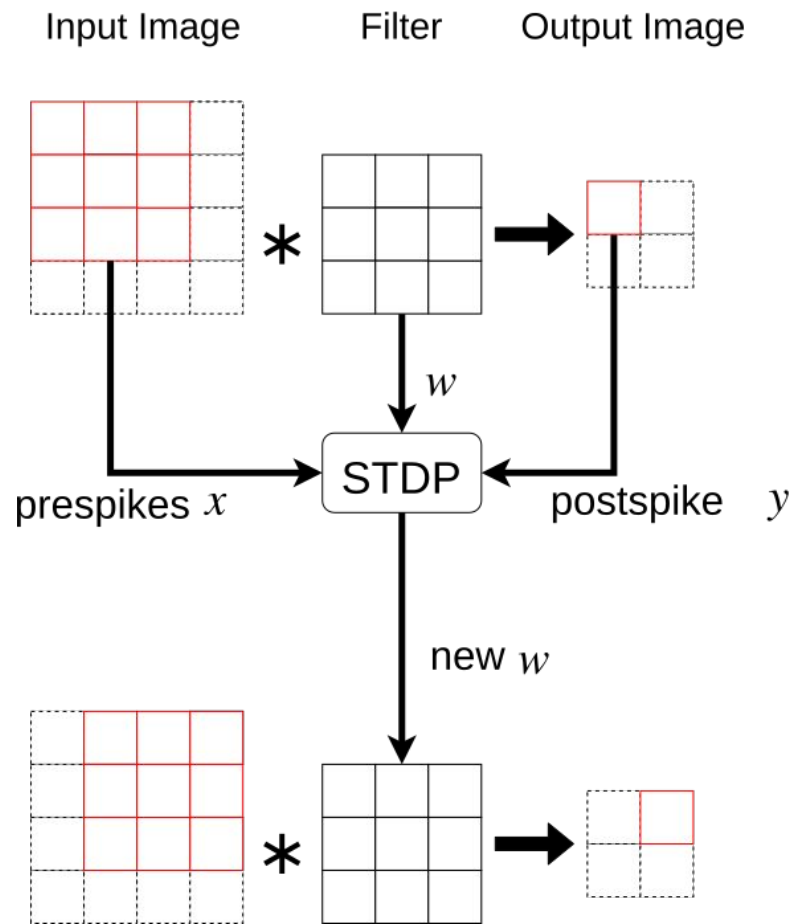 Input Image
Filter
Output Image
*
w
STDP
prespikes x
postspike y
new w
*